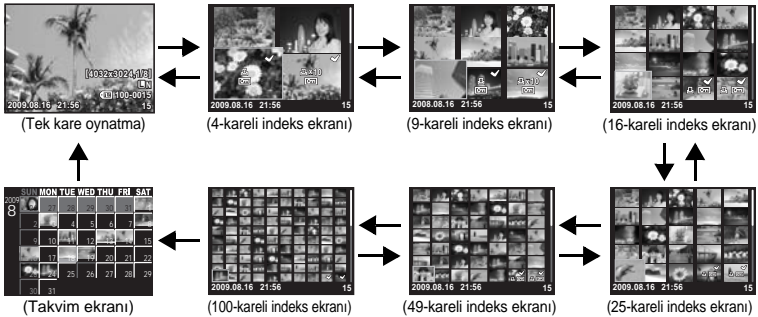 [4032x3024,1/8]
LN
100-0015
2009.08.16 21:56
15
(Tek kare oynatma)
x10
2009.08.16 21:56
15
(4-kareli indeks ekranı)
x10
2008.08.16 21:56
15
(9-kareli indeks ekranı)
2009.08.16 21:56
15
(16-kareli indeks ekranı)
SUN MON TUE WED THU FRI SAT
2009
8
27 28 29 30 31
2 4 5 6 7
9 10 11 12 13 14 15
17 18 19 20 21 22
24 25 26 27 28 29
30 31
(Takvim ekranı)
2009.08.16 21:56
15
(100-kareli indeks ekranı)
2009.08.16 21:56
15
(49-kareli indeks ekranı)
2009.08.16 21:56
15
(25-kareli indeks ekranı)